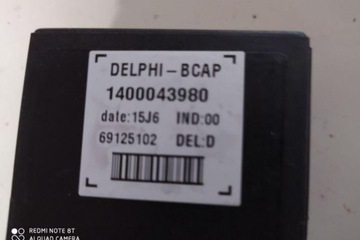 DELPHI-BCAP
1400043980
date:15J6 IND:00
69125102 DEL:D
REDMI NOTE 8T
AI QUAD CAMERA